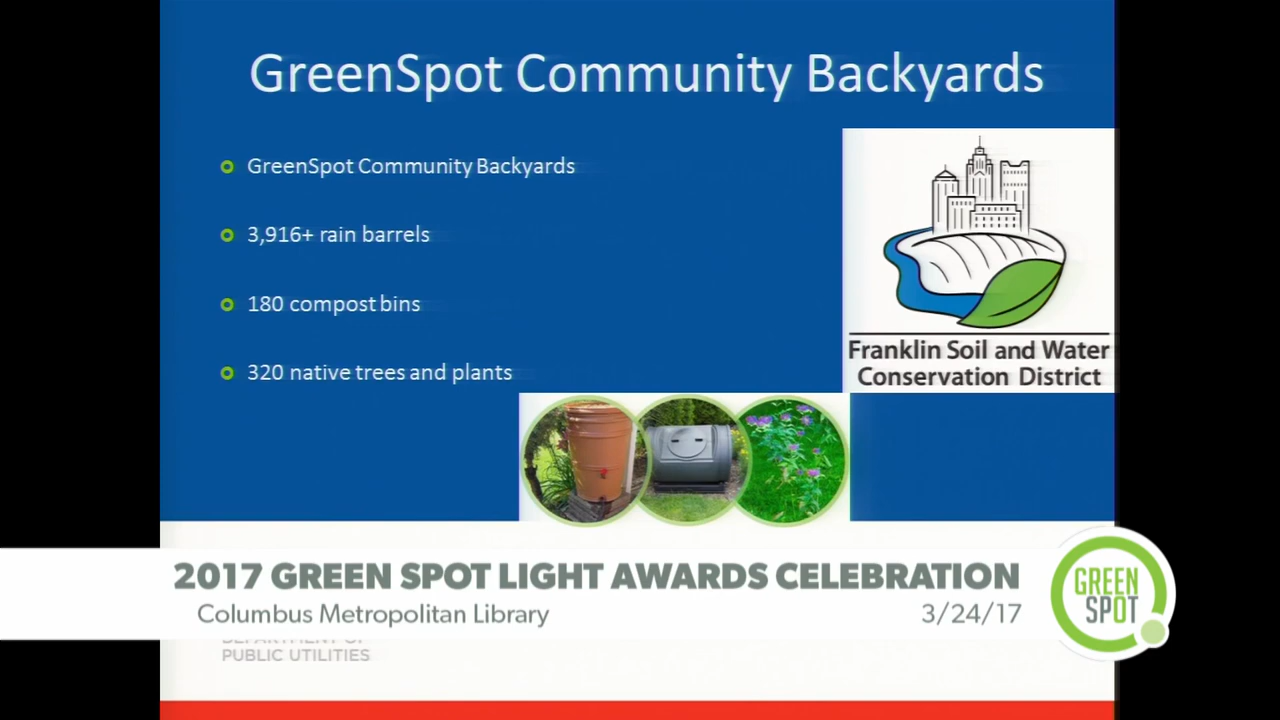 GreenSpot Community Backyards
GreenSpot Community Backyards
3,916+ rain barrels
180 compost bins
320 native trees and plants
Franklin Soil and Water
Conservation District
2017 GREEN SPOT LIGHT AWARDS CELEBRATION
Columbus Metropolitan Library 3/24/17
GREEN
SPOT
DEPARTMENT OF
PUBLIC UTILITIES